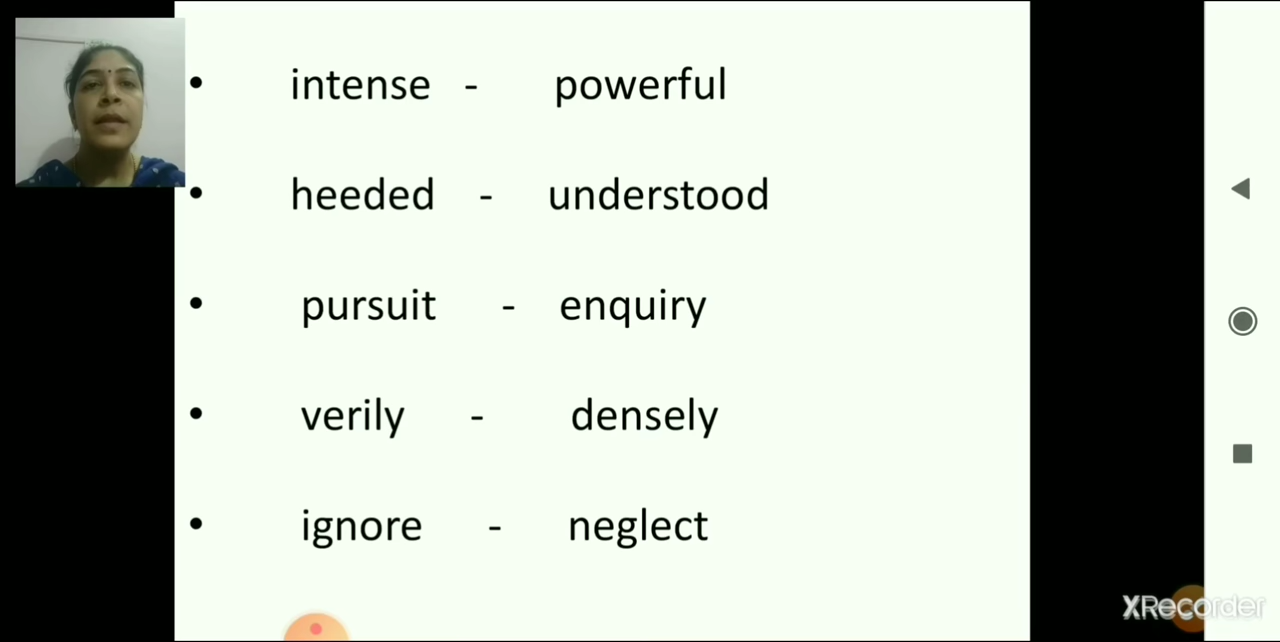 • intense - powerful
• heeded - understood
• pursuit - enquiry
• verily - densely
• ignore - neglect
XRecorder